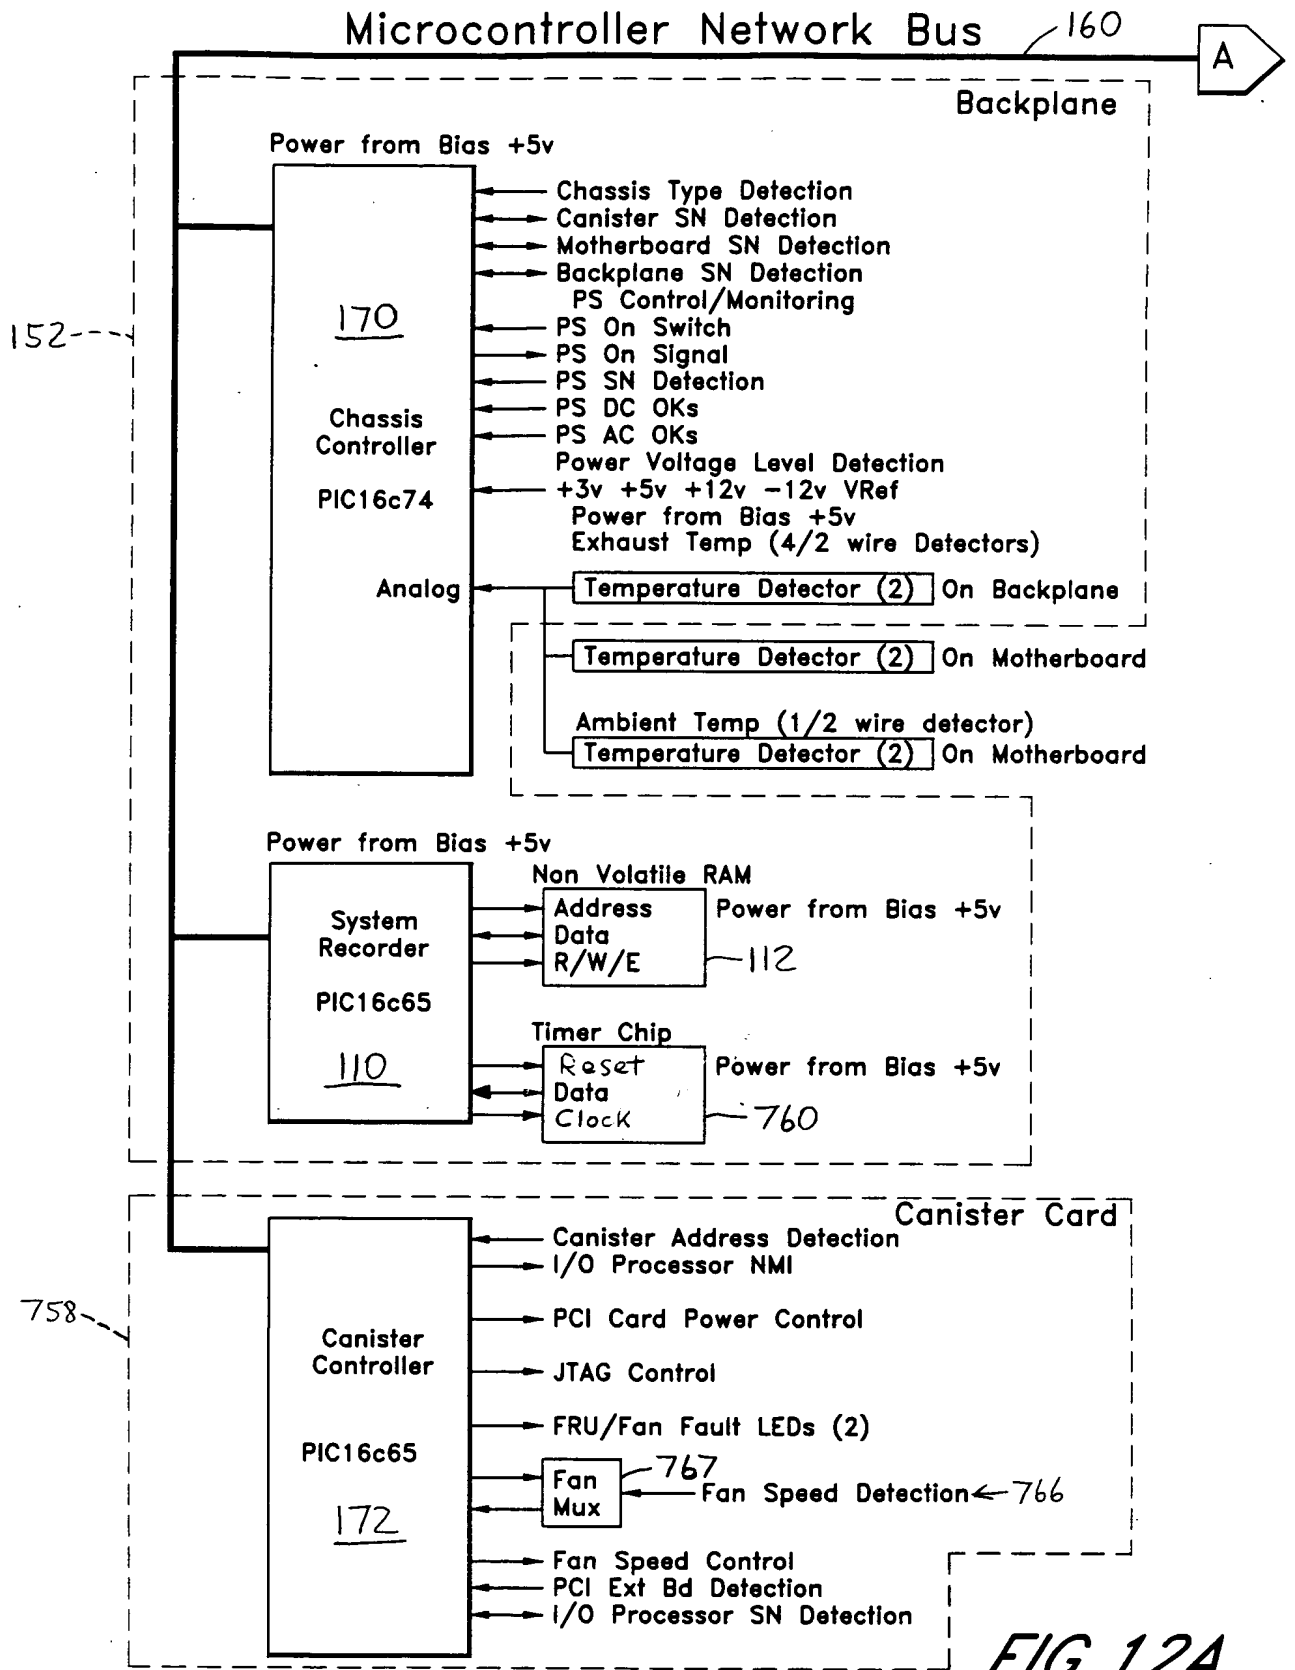 Microcontroller Network Bus
160
A
Backplane
Power from Bias +5v
Chassis Type Detection
Canister SN Detection
Motherboard SN Detection
Backplane SN Detection
PS Control/Monitoring
152
170
PS On Switch
PS On Signal
PS SN Detection
PS DC OKs
PS AC OKs
Chassis
Controller
PIC16c74
Power Voltage Level Detection
+3v +5v +12v -12v VRef
Power from Bias +5v
Exhaust Temp (4/2 wire Detectors)
Analog
Temperature Detector (2) On Backplane
Temperature Detector (2) On Motherboard
Ambient Temp (1/2 wire detector)
Temperature Detector (2) On Motherboard
Power from Bias +5v
Non Volatile RAM
System
Recorder
PIC16c65
110
Address
Data
R/W/E
Power from Bias +5v
112
Timer Chip
Reset
Data
Clock
Power from Bias +5v
760
Canister Card
Canister Address Detection
I/O Processor NMI
758
PCI Card Power Control
Canister
Controller
JTAG Control
FRU/Fan Fault LEDs (2)
PIC16c65
172
Fan
Mux
767
Fan Speed Detection
766
Fan Speed Control
PCI Ext Bd Detection
I/O Processor SN Detection
FIG. 12A